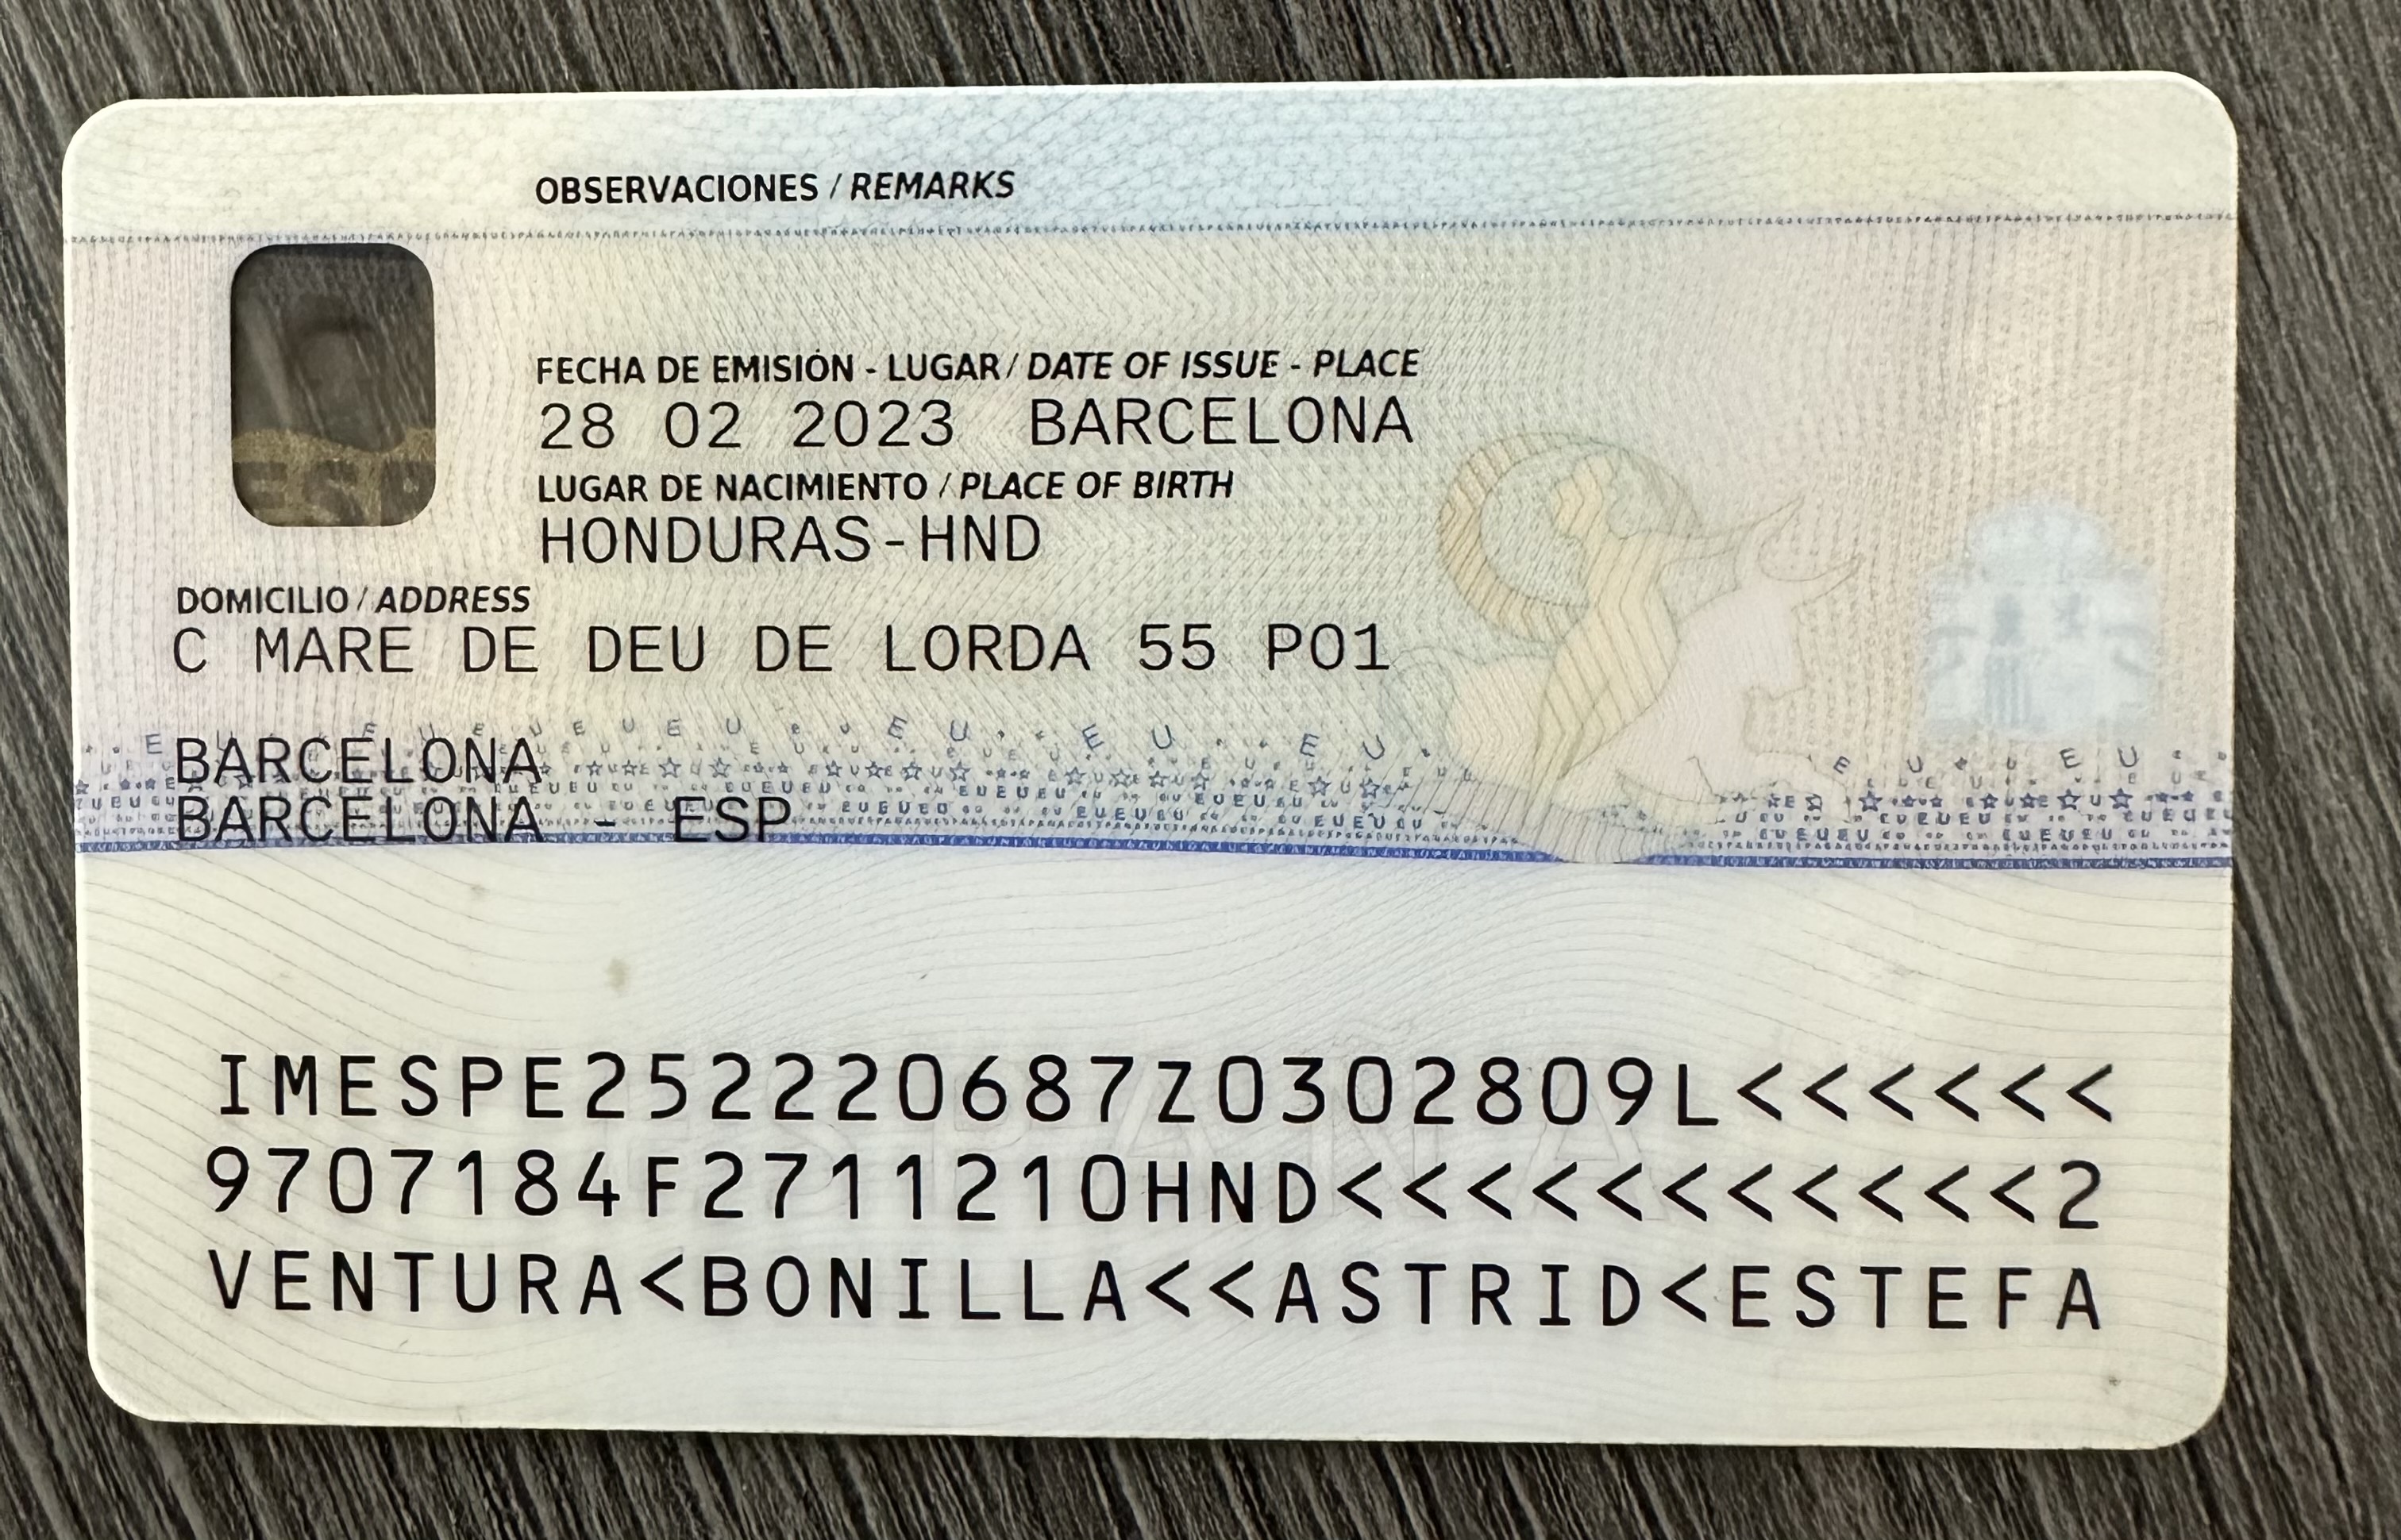 OBSERVACIONES / REMARKS
FECHA DE EMISIÓN - LUGAR / DATE OF ISSUE - PLACE
28 02 2023 BARCELONA
LUGAR DE NACIMIENTO / PLACE OF BIRTH
HONDURAS-HND
DOMICILIO / ADDRESS
C MARE DE DEU DE LORDA 55 P01
BARCELONA
BARCELONA - ESP
IMESPE252220687Z0302809L<<<<<<
9707184F2711210HND<<<<<<<<<<<2
VENTURA<BONILLA<<ASTRID<ESTEFA